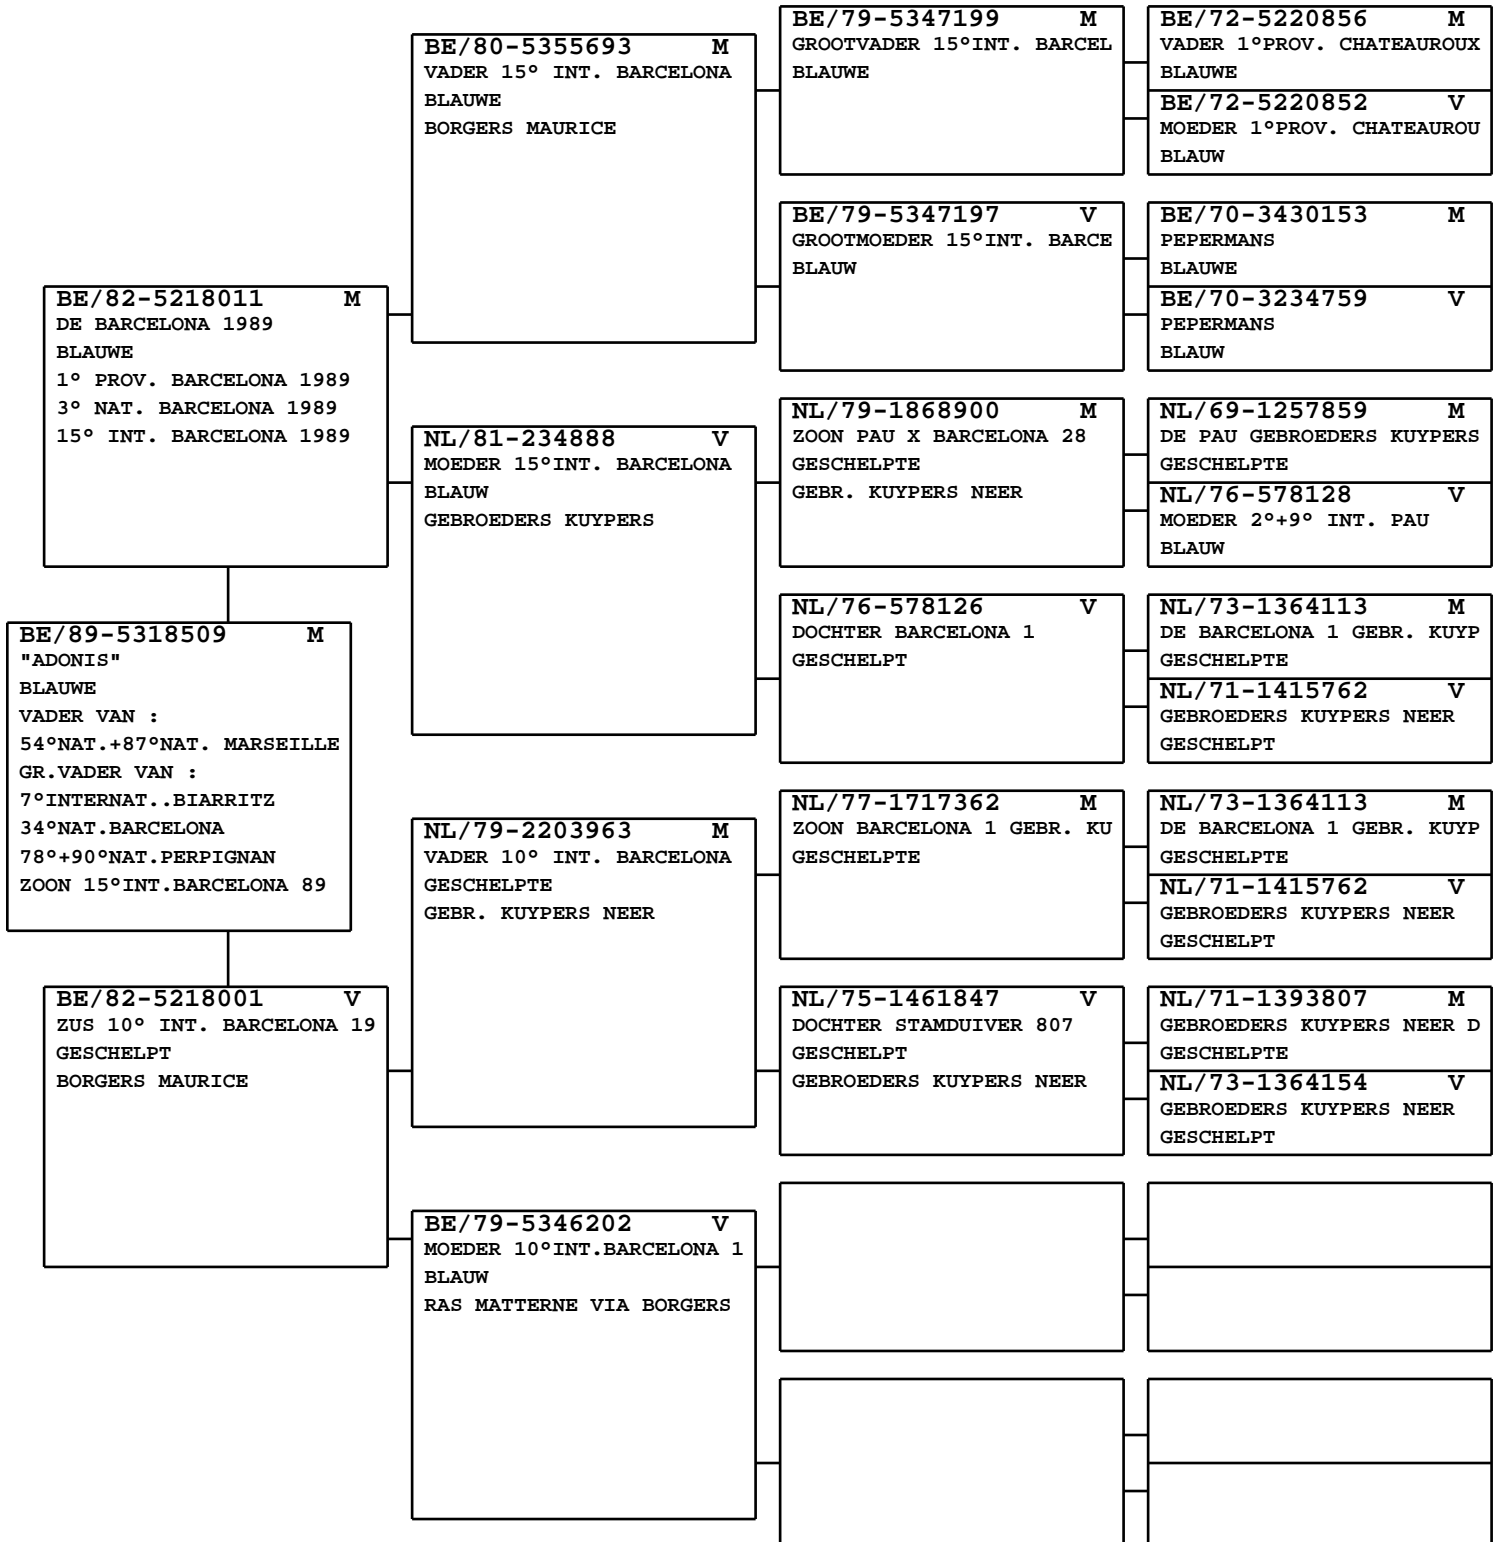 BE/89-5318509 M
"ADONIS"
BLAUWE
VADER VAN :
54°NAT.+87°NAT. MARSEILLE
GR.VADER VAN :
7°INTERNAT..BIARRITZ
34°NAT.BARCELONA
78°+90°NAT.PERPIGNAN
ZOON 15°INT.BARCELONA 89
BE/82-5218011 M
DE BARCELONA 1989
BLAUWE
1° PROV. BARCELONA 1989
3° NAT. BARCELONA 1989
15° INT. BARCELONA 1989
BE/82-5218001 V
ZUS 10° INT. BARCELONA 19
GESCHELPT
BORGERS MAURICE
BE/80-5355693 M
VADER 15° INT. BARCELONA
BLAUWE
BORGERS MAURICE
NL/81-234888 V
MOEDER 15°INT. BARCELONA
BLAUW
GEBROEDERS KUYPERS
NL/79-2203963 M
VADER 10° INT. BARCELONA
GESCHELPTE
GEBR. KUYPERS NEER
BE/79-5346202 V
MOEDER 10°INT.BARCELONA 1
BLAUW
RAS MATTERNE VIA BORGERS
BE/79-5347199 M
GROOTVADER 15°INT. BARCEL
BLAUWE
BE/79-5347197 V
GROOTMOEDER 15°INT. BARCE
BLAUW
NL/79-1868900 M
ZOON PAU X BARCELONA 28
GESCHELPTE
GEBR. KUYPERS NEER
NL/76-578126 V
DOCHTER BARCELONA 1
GESCHELPT
NL/77-1717362 M
ZOON BARCELONA 1 GEBR. KU
GESCHELPTE
NL/75-1461847 V
DOCHTER STAMDUIVER 807
GESCHELPT
GEBROEDERS KUYPERS NEER
BE/72-5220856 M
VADER 1°PROV. CHATEAUROUX
BLAUWE
BE/72-5220852 V
MOEDER 1°PROV. CHATEAUROU
BLAUW
BE/70-3430153 M
PEPERMANS
BLAUWE
BE/70-3234759 V
PEPERMANS
BLAUW
NL/69-1257859 M
DE PAU GEBROEDERS KUYPERS
GESCHELPTE
NL/76-578128 V
MOEDER 2°+9° INT. PAU
BLAUW
NL/73-1364113 M
DE BARCELONA 1 GEBR. KUYP
GESCHELPTE
NL/71-1415762 V
GEBROEDERS KUYPERS NEER
GESCHELPT
NL/73-1364113 M
DE BARCELONA 1 GEBR. KUYP
GESCHELPTE
NL/71-1415762 V
GEBROEDERS KUYPERS NEER
GESCHELPT
NL/71-1393807 M
GEBROEDERS KUYPERS NEER D
GESCHELPTE
NL/73-1364154 V
GEBROEDERS KUYPERS NEER
GESCHELPT